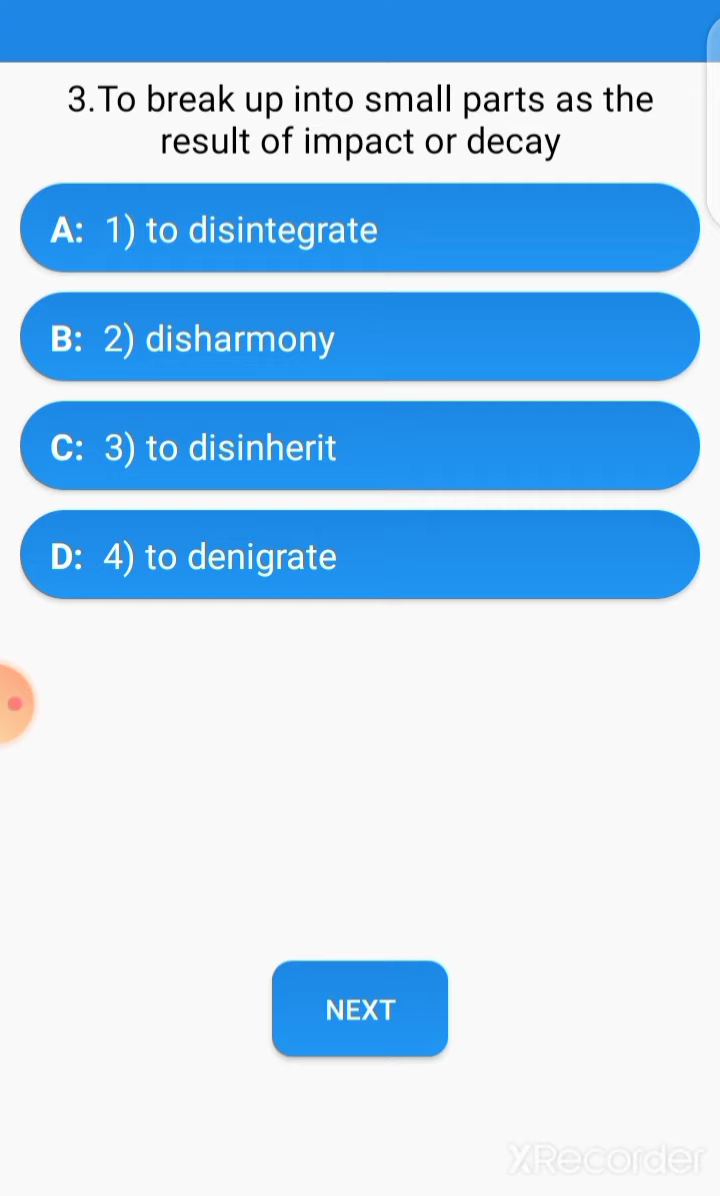 3.To break up into small parts as the
result of impact or decay
A: 1) to disintegrate
B: 2) disharmony
C: 3) to disinherit
D: 4) to denigrate
NEXT
XRecorder